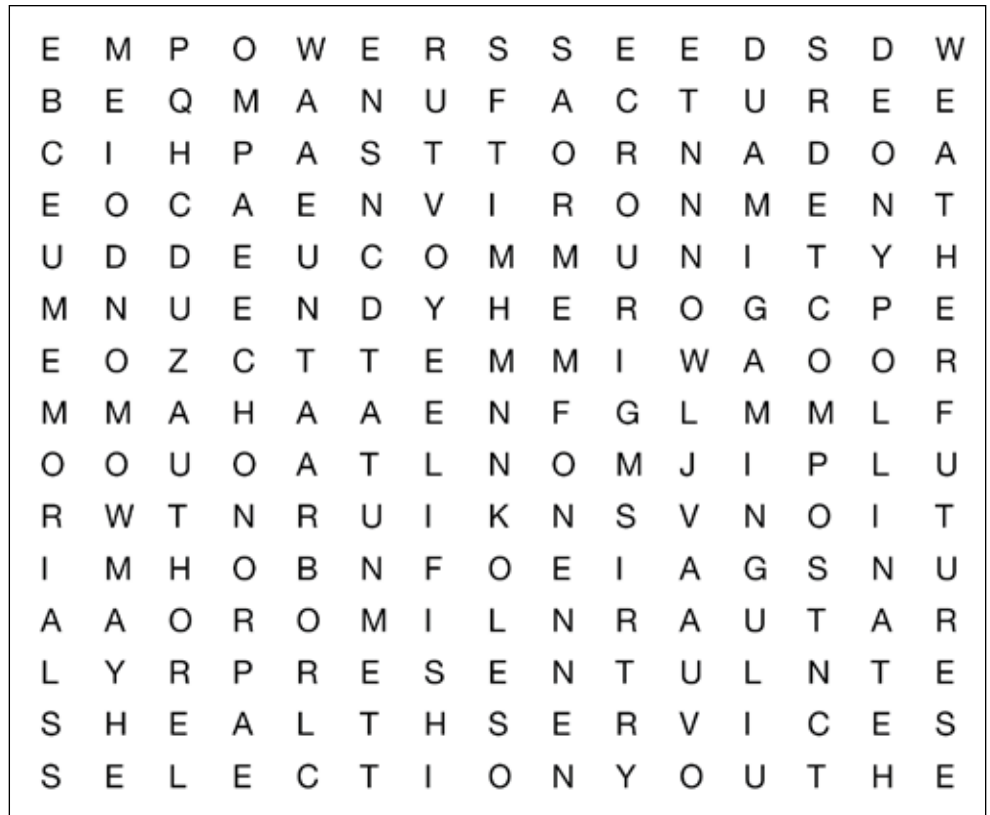 E M P O W E R S S E E D S D W
B E Q M A N U F A C T U R E E
C I H P A S T T O R N A D O A
E O C A E N V I R O N M E N T
U D D E U C O M M U N I T Y H
M N U E N D Y H E R O G C P E
E O Z C T T E M M I W A O O R
M M A H A A E N F G L M M L F
O O U O A T L N O M J I P L U
R W T N R U I K N S V N O I T
I M H O B N F O E I A G S N U
A A O R O M I L N R A U T A R
L Y R P R E S E N T U L N T E
S H E A L T H S E R V I C E S
S E L E C T I O N Y O U T H E